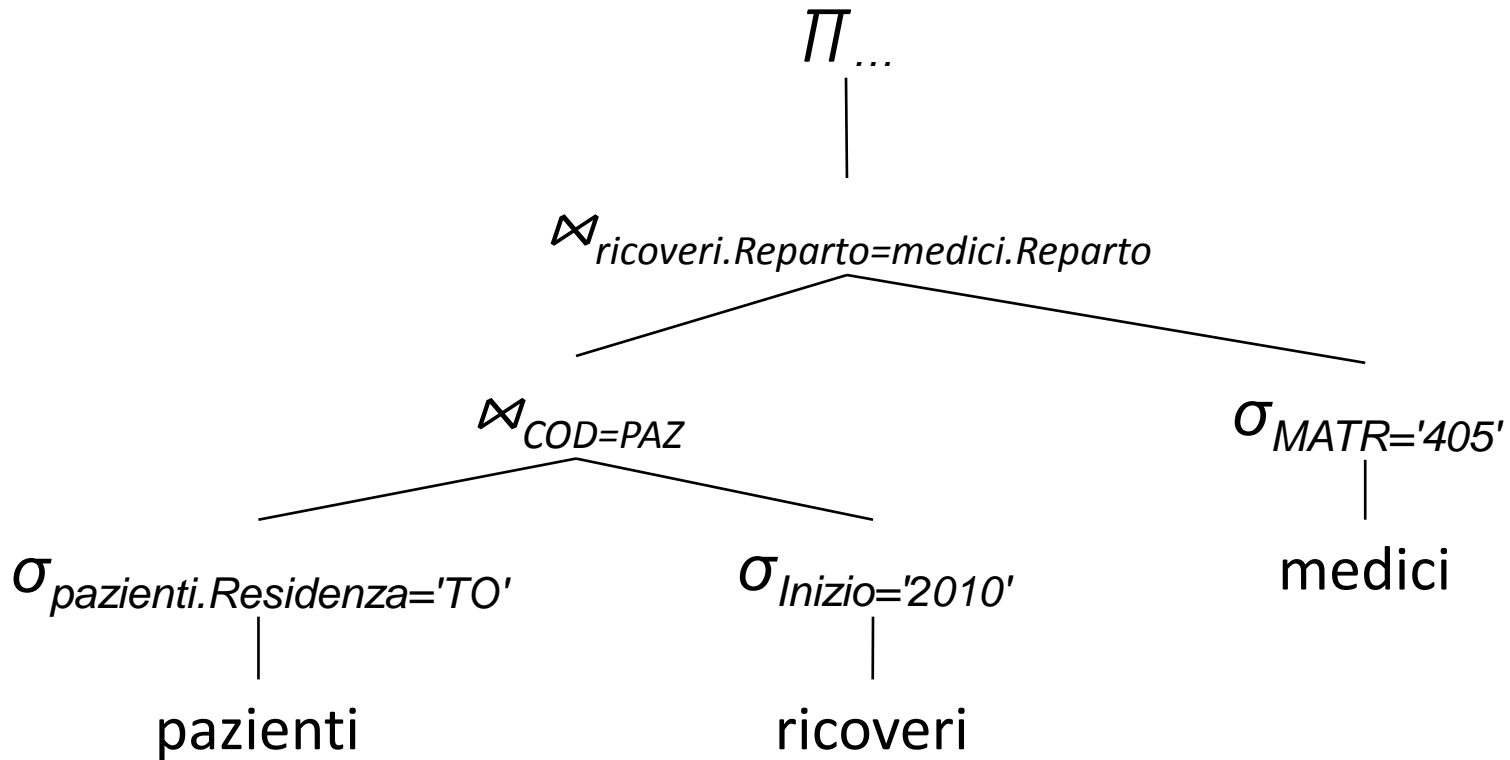 Π...
⋈ricoveri.Reparto=medici.Reparto
⋈COD=PAZ
σMATR='405'
σpazienti.Residenza='TO'
σInizio='2010'
medici
pazienti
ricoveri